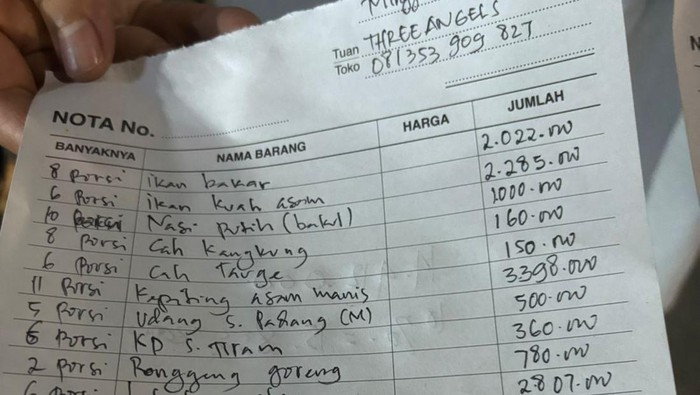 Tuan THREE ANGELS
Toko 081353 909 827
NOTA No.
BANYAKNYA NAMA BARANG HARGA JUMLAH
8 Porsi ikan bakar 2.022.000
6 Porsi ikan kuah asam 2.285.000
10 Nasi putih (bakul) 1000.000
8 Porsi Cah Kangkung 160.000
6 Porsi Cah Tauge 150.000
11 Porsi Kepiting asam manis 3398.000
5 Porsi Udang s. Padang (M) 500.000
6 Porsi KP s. Tiram 360.000
2 Porsi Ronggeng goreng 780.000
6 Porsi 2.807.000